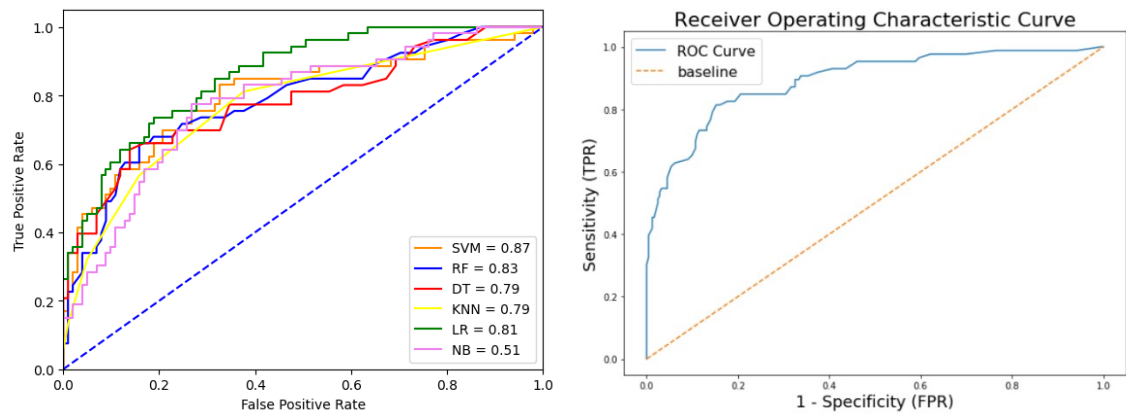 1.0
0.8
0.6
0.4
0.2
0.0
True Positive Rate
0.0 0.2 0.4 0.6 0.8 1.0
False Positive Rate
SVM = 0.87
RF = 0.83
DT = 0.79
KNN = 0.79
LR = 0.81
NB = 0.51
Receiver Operating Characteristic Curve
ROC Curve
baseline
1.0
0.8
0.6
0.4
0.2
0.0
Sensitivity (TPR)
0.0 0.2 0.4 0.6 0.8 1.0
1 - Specificity (FPR)